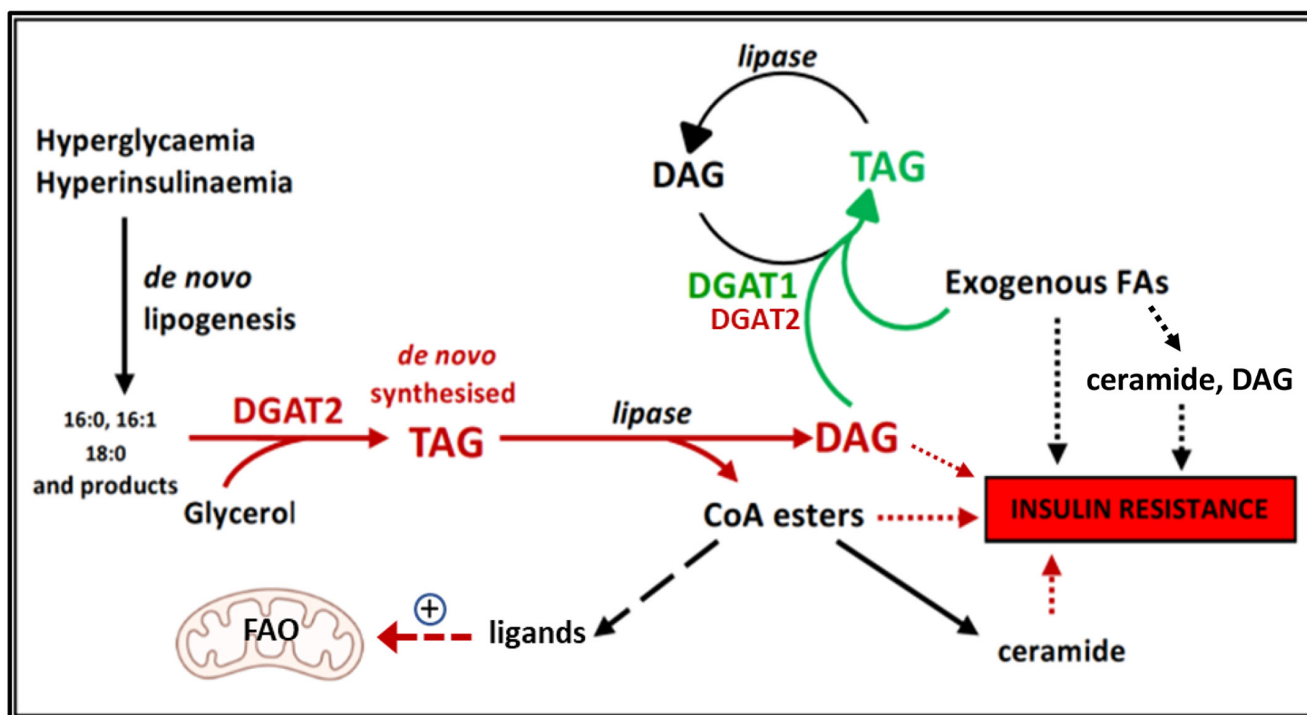 lipase
Hyperglycaemia
Hyperinsulinaemia
DAG
TAG
de novo
lipogenesis
DGAT1
DGAT2
Exogenous FAs
ceramide, DAG
16:0, 16:1
18:0
and products
DGAT2
Glycerol
de novo
synthesised
TAG
lipase
DAG
CoA esters
INSULIN RESISTANCE
FAO
+
ligands
ceramide